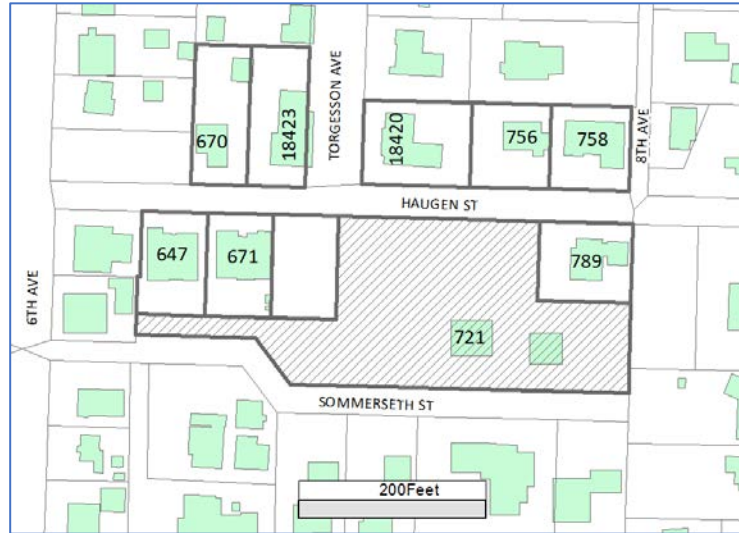 TORGESSON AVE
8TH AVE
670
18423
18420
756
758
HAUGEN ST
6TH AVE
647
671
789
721
SOMMERSETH ST
200Feet